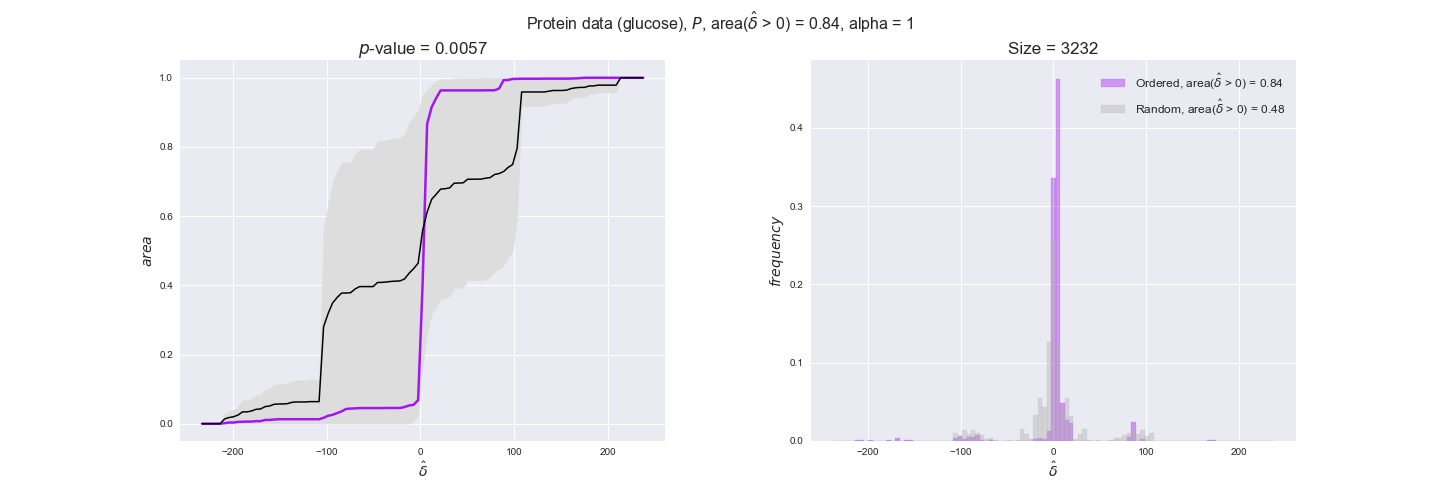 Protein data (glucose), P, area(δ̂ > 0) = 0.84, alpha = 1
p-value = 0.0057
1.0
0.8
0.6
0.4
0.2
0.0
area
−200
−100
0
100
200
δ̂
Size = 3232
Ordered, area(δ̂ > 0) = 0.84
Random, area(δ̂ > 0) = 0.48
0.4
0.3
0.2
0.1
0.0
frequency
−200
−100
0
100
200
δ̂